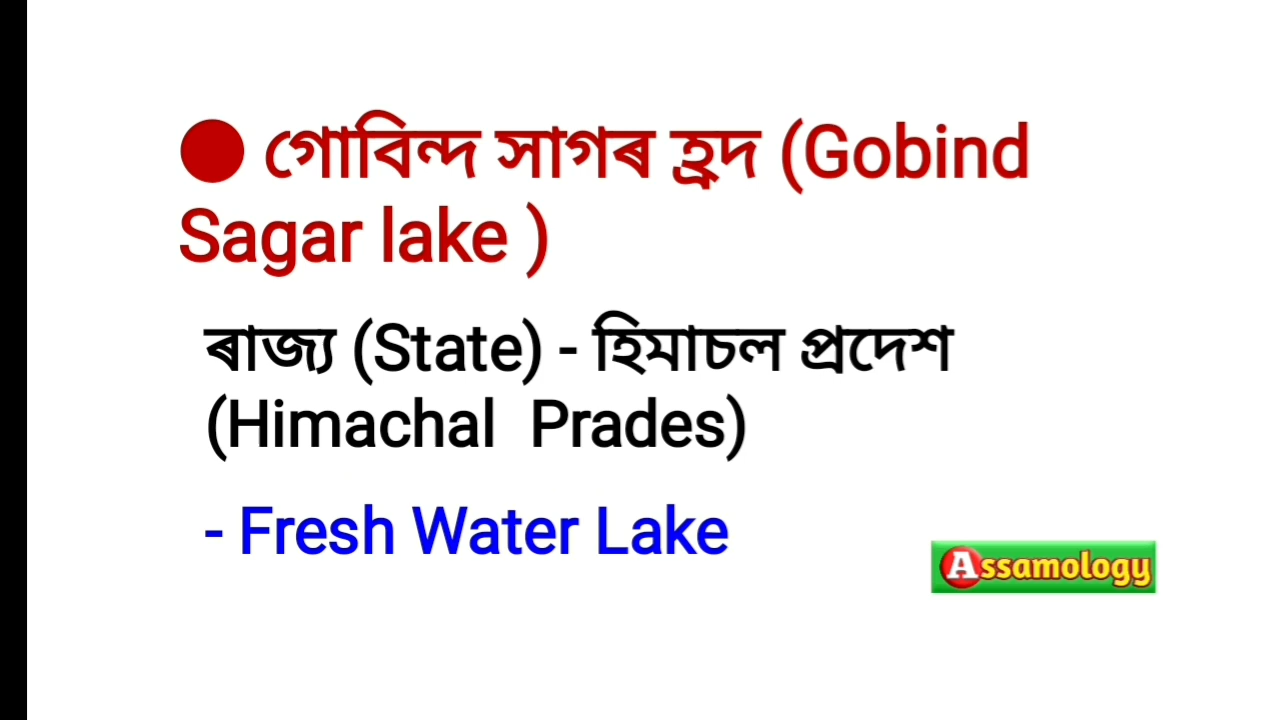 ● গোবিন্দ সাগৰ হ্ৰদ (Gobind
Sagar lake )
ৰাজ্য (State) - হিমাচল প্ৰদেশ
(Himachal Prades)
- Fresh Water Lake
Assamology